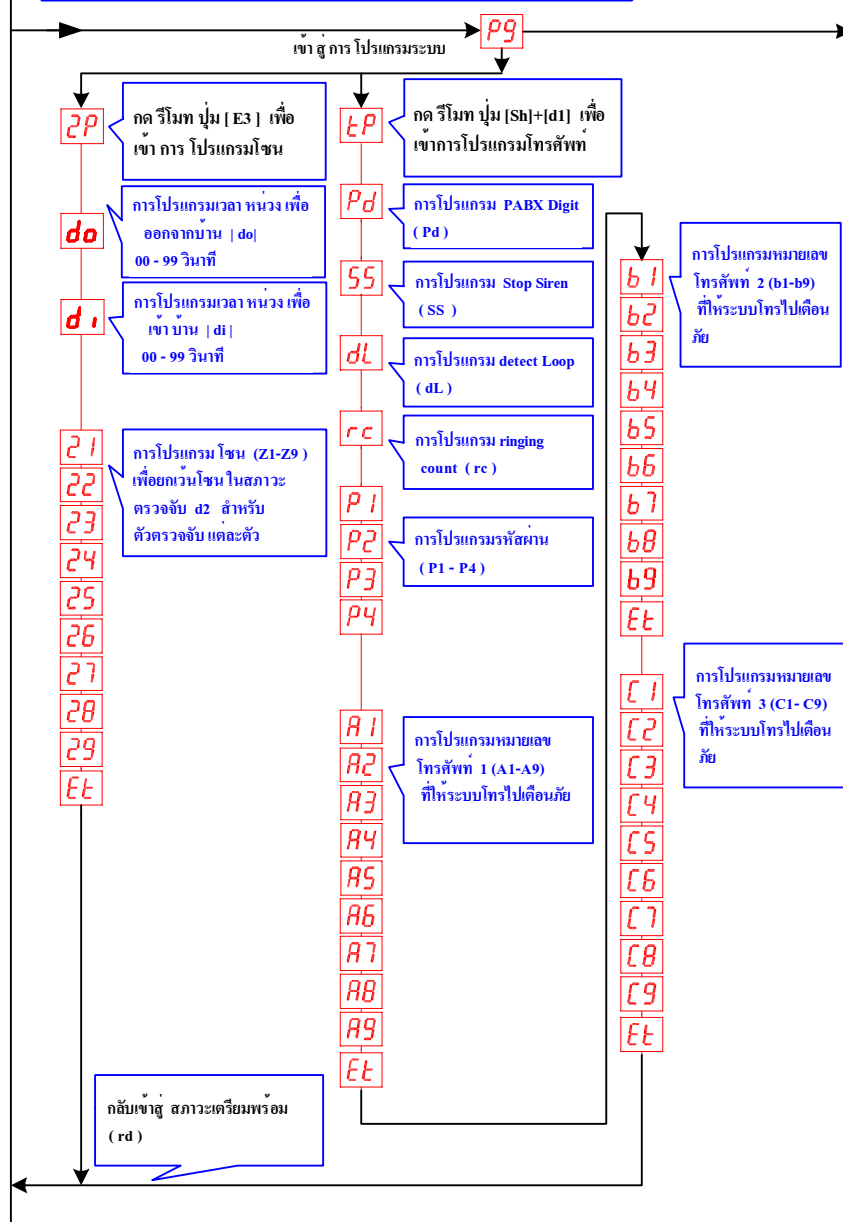 Pg
เข้า สู่ การ โปรแกรมระบบ
2P
กด รีโมท ปุ่ม [ E3 ] เพื่อ
เข้า การ โปรแกรมโซน
do
การโปรแกรมเวลา หน่วง เพื่อ
ออกจากบ้าน | do|
00 - 99 วินาที
di
การโปรแกรมเวลา หน่วง เพื่อ
เข้า บ้าน | di |
00 - 99 วินาที
21
22
23
24
25
26
27
28
29
Et
การโปรแกรม โซน (Z1-Z9 )
เพื่อยกเว้นโซน ในสภาวะ
ตรวจจับ d2 สำหรับ
ตัวตรวจจับ แต่ละตัว
tP
กด รีโมท ปุ่ม [Sh]+[d1] เพื่อ
เข้าการโปรแกรมโทรศัพท์
Pd
การโปรแกรม PABX Digit
( Pd )
SS
การโปรแกรม Stop Siren
( SS )
dL
การโปรแกรม detect Loop
( dL )
rc
การโปรแกรม ringing
count ( rc )
P1
P2
P3
P4
การโปรแกรมรหัสผ่าน
( P1 - P4 )
A1
A2
A3
A4
A5
A6
A7
A8
A9
Et
การโปรแกรมหมายเลข
โทรศัพท์ 1 (A1-A9)
ที่ให้ระบบโทรไปเตือนภัย
b1
b2
b3
b4
b5
b6
b7
b8
b9
Et
การโปรแกรมหมายเลข
โทรศัพท์ 2 (b1-b9)
ที่ให้ระบบโทรไปเตือน
ภัย
C1
C2
C3
C4
C5
C6
C7
C8
C9
Et
การโปรแกรมหมายเลข
โทรศัพท์ 3 (C1- C9)
ที่ให้ระบบโทรไปเตือน
ภัย
กลับเข้าสู่ สภาวะเตรียมพร้อม
( rd )